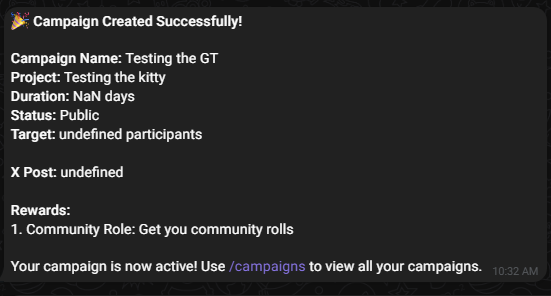 🎉 Campaign Created Successfully!
Campaign Name: Testing the GT
Project: Testing the kitty
Duration: NaN days
Status: Public
Target: undefined participants
X Post: undefined
Rewards:
1. Community Role: Get you community rolls
Your campaign is now active! Use /campaigns to view all your campaigns. 10:32 AM